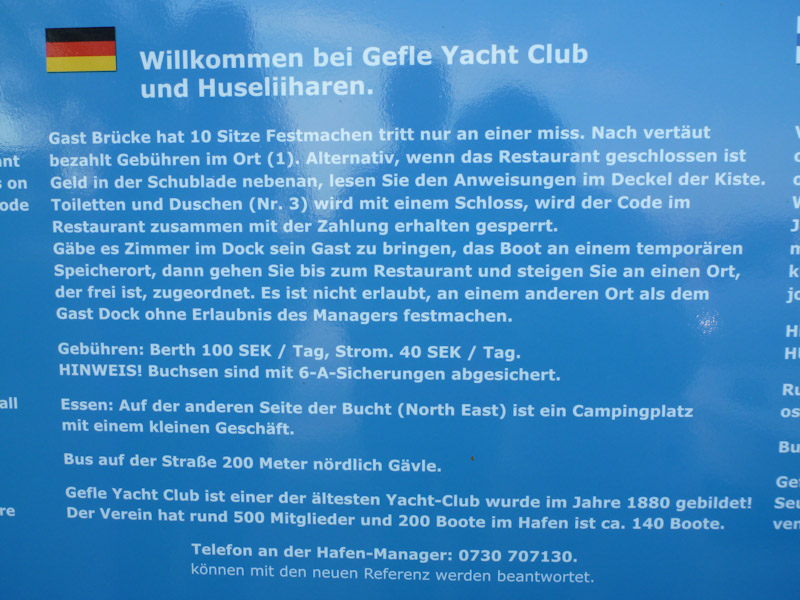 Willkommen bei Gefle Yacht Club
und Huseliiharen.
Gast Brücke hat 10 Sitze Festmachen tritt nur an einer miss. Nach vertäut
bezahlt Gebühren im Ort (1). Alternativ, wenn das Restaurant geschlossen ist
Geld in der Schublade nebenan, lesen Sie den Anweisungen im Deckel der Kiste.
Toiletten und Duschen (Nr. 3) wird mit einem Schloss, wird der Code im
Restaurant zusammen mit der Zahlung erhalten gesperrt.
Gäbe es Zimmer im Dock sein Gast zu bringen, das Boot an einem temporären
Speicherort, dann gehen Sie bis zum Restaurant und steigen Sie an einen Ort,
der frei ist, zugeordnet. Es ist nicht erlaubt, an einem anderen Ort als dem
Gast Dock ohne Erlaubnis des Managers festmachen.
Gebühren: Berth 100 SEK / Tag, Strom. 40 SEK / Tag.
HINWEIS! Buchsen sind mit 6-A-Sicherungen abgesichert.
Essen: Auf der anderen Seite der Bucht (North East) ist ein Campingplatz
mit einem kleinen Geschäft.
Bus auf der Straße 200 Meter nördlich Gävle.
Gefle Yacht Club ist einer der ältesten Yacht-Club wurde im Jahre 1880 gebildet!
Der Verein hat rund 500 Mitglieder und 200 Boote im Hafen ist ca. 140 Boote.
Telefon an der Hafen-Manager: 0730 707130.
können mit den neuen Referenz werden beantwortet.